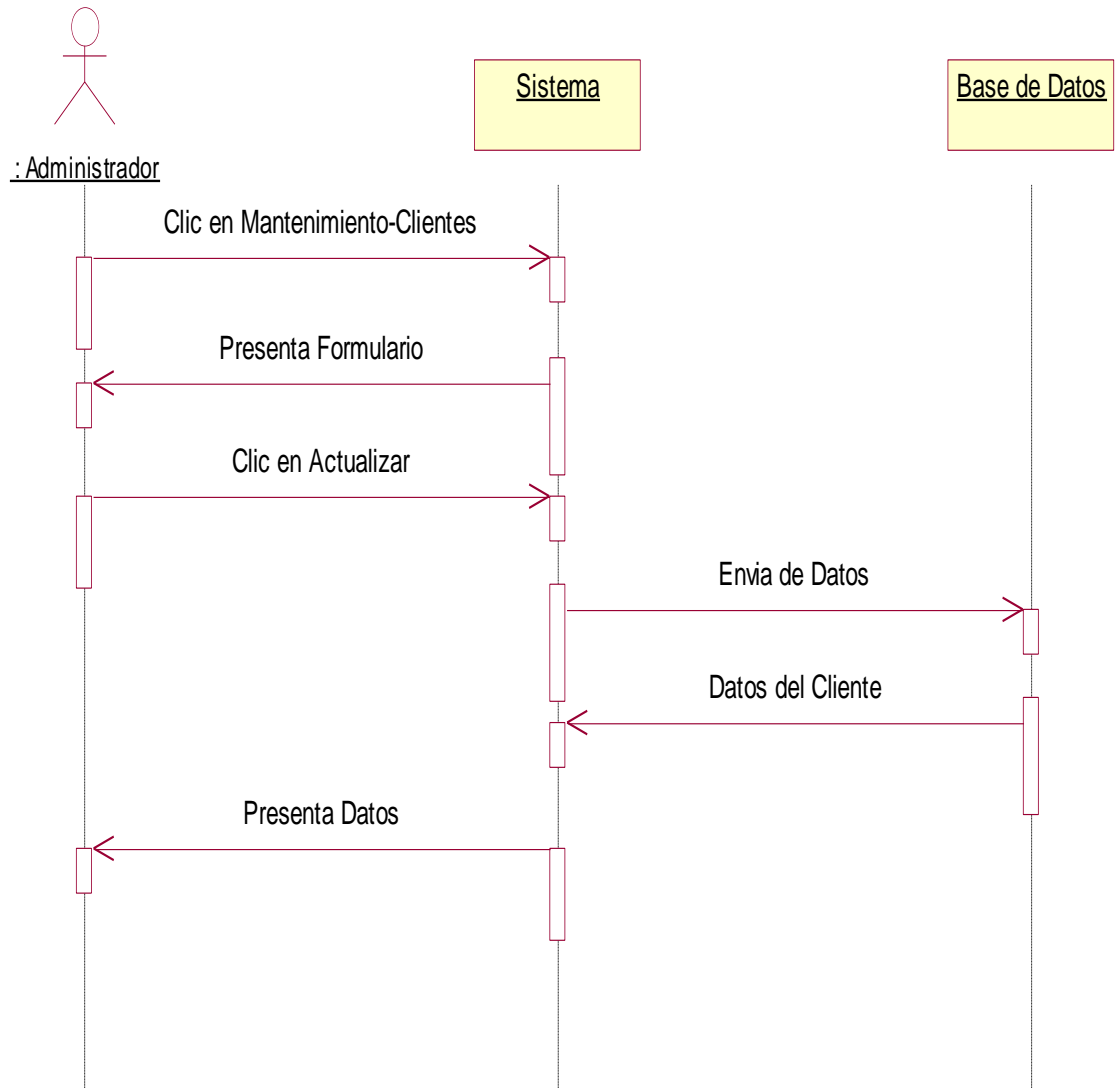 Sistema
Base de Datos
: Administrador
Clic en Mantenimiento-Clientes
Presenta Formulario
Clic en Actualizar
Envia de Datos
Datos del Cliente
Presenta Datos